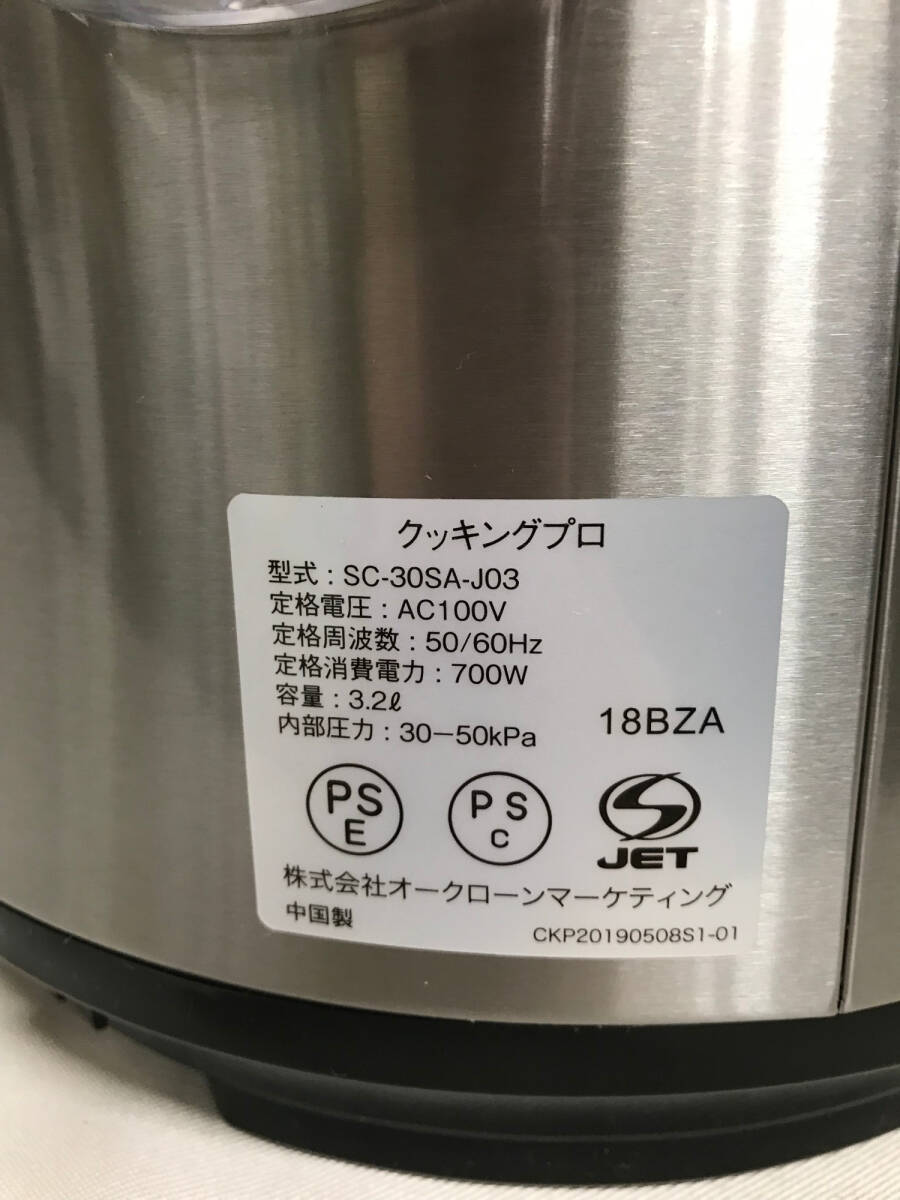 クッキングプロ
型式：SC-30SA-J03
定格電圧：AC100V
定格周波数：50/60Hz
定格消費電力：700W
容量：3.2ℓ
内部圧力：30－50kPa
18BZA
PS
E
PS
C
S
JET
株式会社オークローンマーケティング
中国製
CKP20190508S1-01